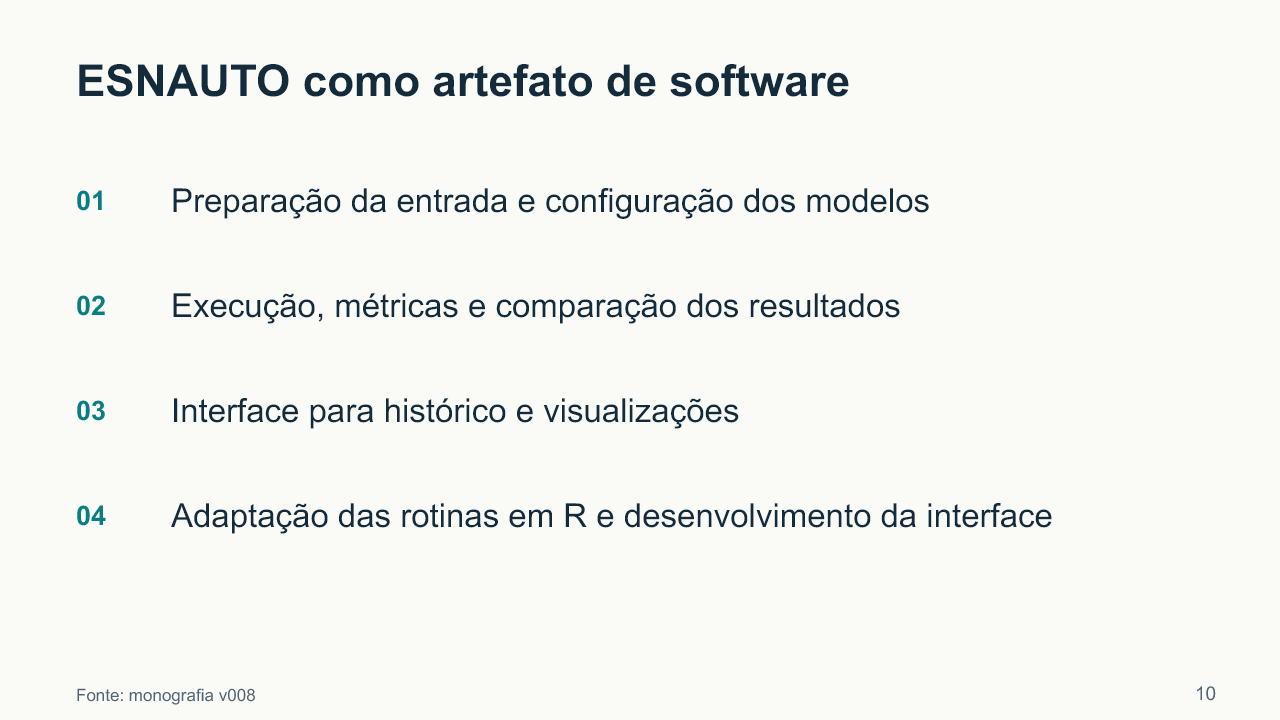 ESNAUTO como artefato de software
01 Preparação da entrada e configuração dos modelos
02 Execução, métricas e comparação dos resultados
03 Interface para histórico e visualizações
04 Adaptação das rotinas em R e desenvolvimento da interface
Fonte: monografia v008
10